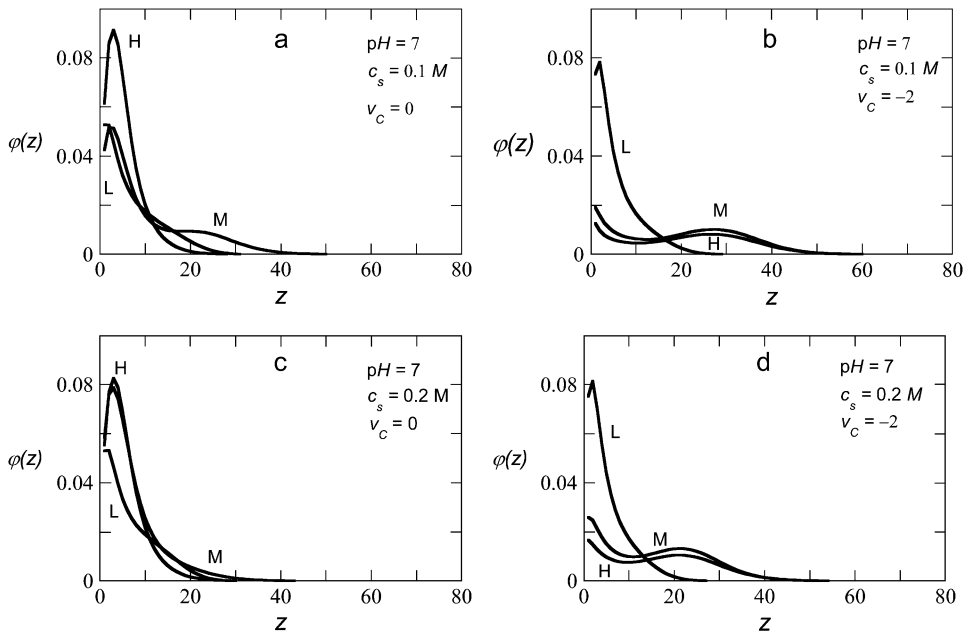 a
H
pH = 7
c_s = 0.1 M
v_C = 0
0.08
φ(z)
0.04
L
M
0
0 20 40 60 80
z
b
pH = 7
c_s = 0.1 M
v_C = −2
0.08
L
φ(z)
0.04
M
H
0
0 20 40 60 80
z
c
H
pH = 7
c_s = 0.2 M
v_C = 0
0.08
φ(z)
0.04
L
M
0
0 20 40 60 80
z
d
pH = 7
c_s = 0.2 M
v_C = −2
0.08
L
φ(z)
0.04
M
H
0
0 20 40 60 80
z